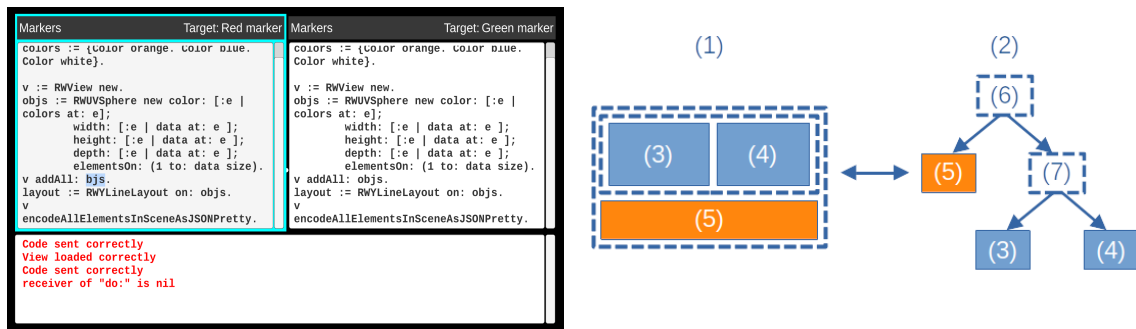 Markers Target: Red marker
colors := {Color orange. Color blue.
Color white}.
v := RWView new.
objs := RWUVSphere new color: [:e |
colors at: e];
width: [:e | data at: e ];
height: [:e | data at: e ];
depth: [:e | data at: e ];
elementsOn: (1 to: data size).
v addAll: bjs.
layout := RWYLineLayout on: objs.
v
encodeAllElementsInSceneAsJSONPretty.
Markers Target: Green marker
colors := {Color orange. Color blue.
Color white}.
v := RWView new.
objs := RWUVSphere new color: [:e |
colors at: e];
width: [:e | data at: e ];
height: [:e | data at: e ];
depth: [:e | data at: e ];
elementsOn: (1 to: data size).
v addAll: objs.
layout := RWYLineLayout on: objs.
v
encodeAllElementsInSceneAsJSONPretty.
Code sent correctly
View loaded correctly
Code sent correctly
receiver of "do:" is nil
(1)
(3) (4)
(5)
(2)
(6)
(5) (7)
(3) (4)